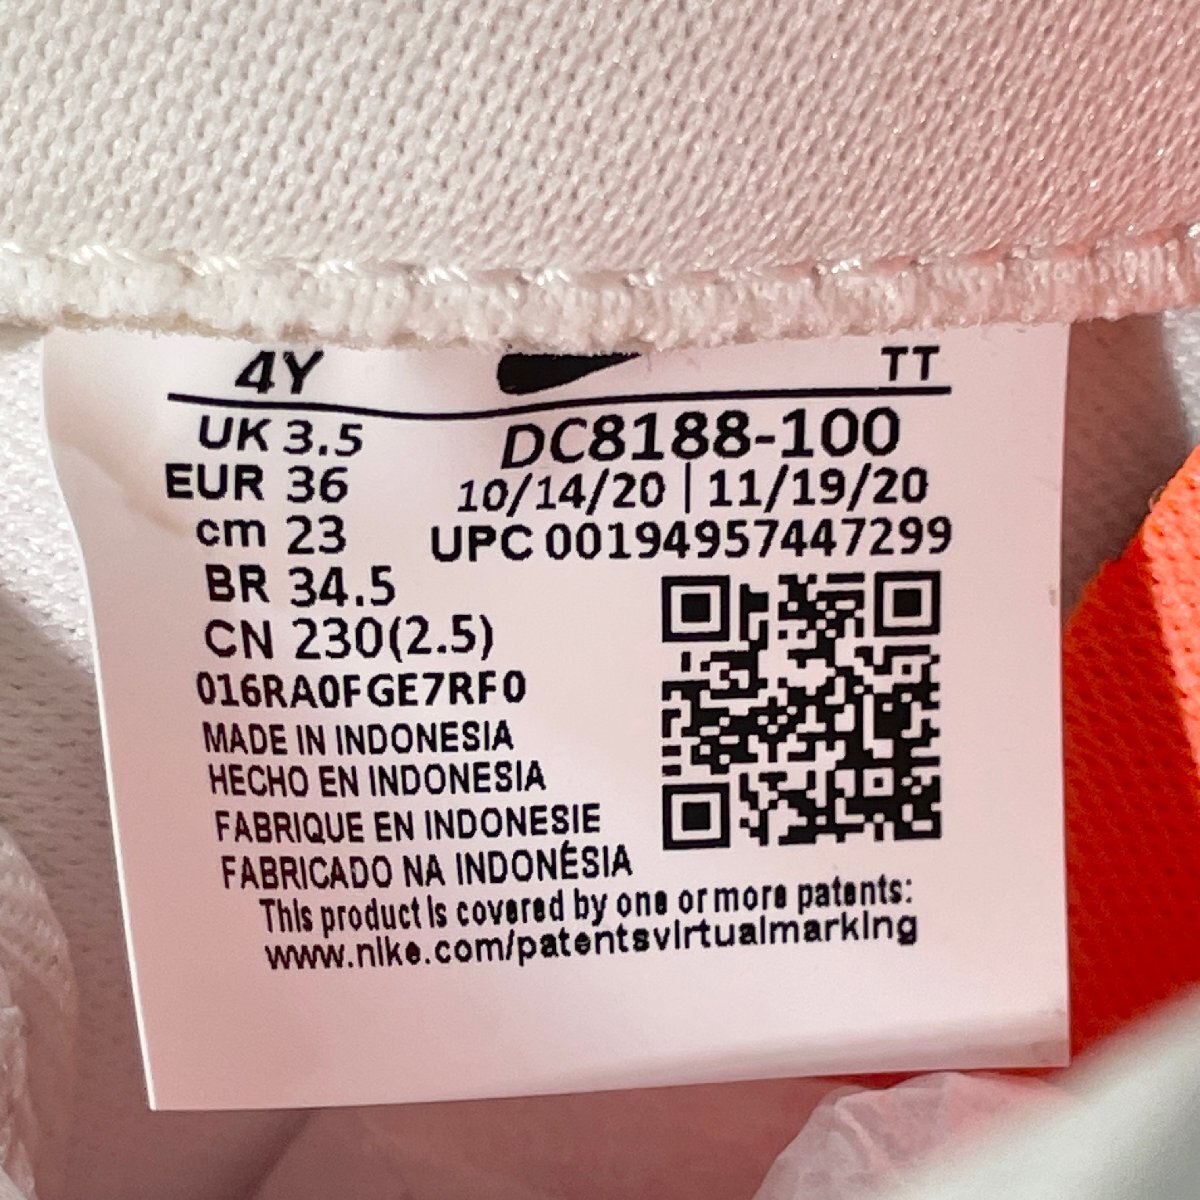 4Y TT
UK 3.5 DC8188-100
EUR 36 10/14/20 | 11/19/20
cm 23 UPC 00194957447299
BR 34.5
CN 230(2.5)
016RA0FGE7RF0
MADE IN INDONESIA
HECHO EN INDONESIA
FABRIQUE EN INDONESIE
FABRICADO NA INDONÉSIA
This product is covered by one or more patents:
www.nike.com/patentsvirtualmarking